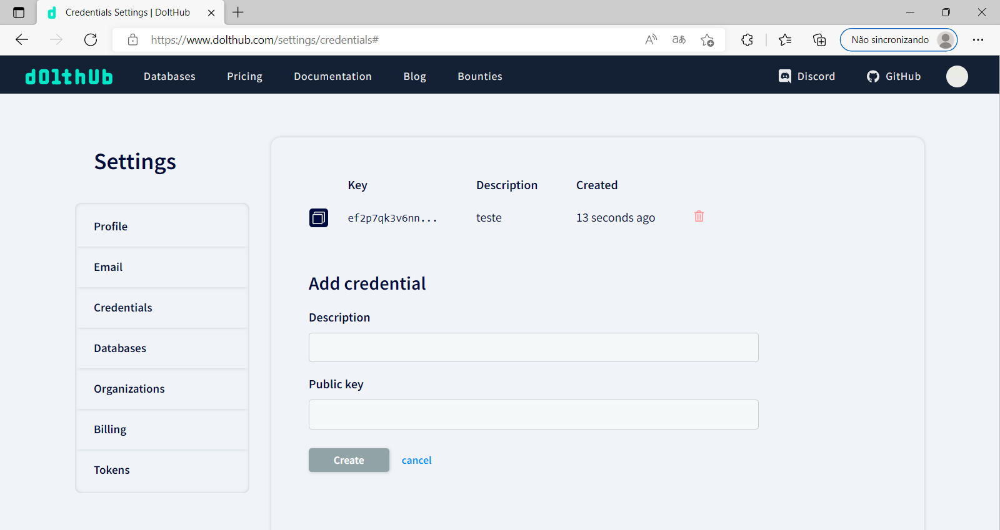 Credentials Settings | DoltHub
https://www.dolthub.com/settings/credentials#
Não sincronizando
dolthub
Databases
Pricing
Documentation
Blog
Bounties
Discord
GitHub
Settings
Profile
Email
Credentials
Databases
Organizations
Billing
Tokens
Key Description Created
ef2p7qk3v6nn... teste 13 seconds ago
Add credential
Description
Public key
Create cancel